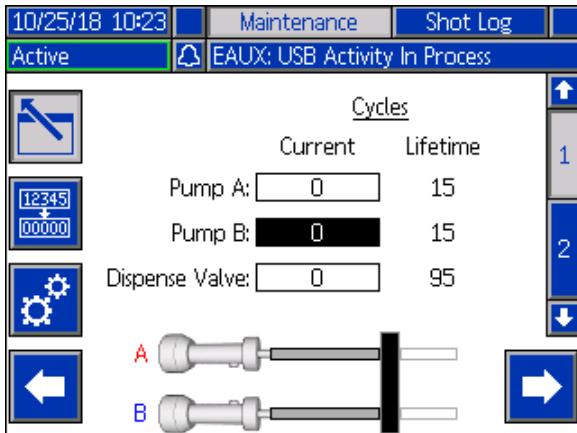 10/25/18 10:23 Maintenance Shot Log
Active EAUX: USB Activity In Process
Cycles
Current Lifetime
1
Pump A: 0 15
12345
00000
Pump B: 0 15
2
Dispense Valve: 0 95
A
B